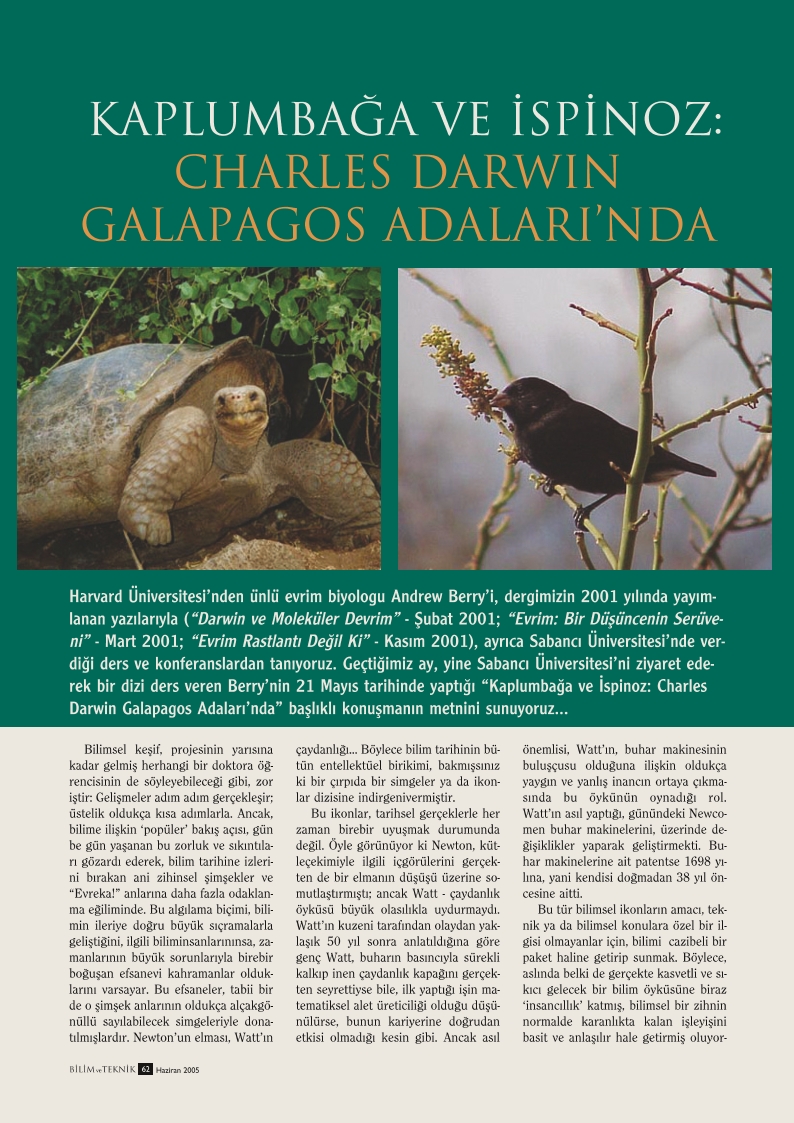 KAPLUMBAĞA VE İSPİNOZ:
CHARLES DARWIN
GALAPAGOS ADALARI’NDA
Harvard Üniversitesi’nden ünlü evrim biyologu Andrew Berry’i, dergimizin 2001 yılında yayım-
lanan yazılarıyla (“Darwin ve Moleküler Devrim” - Şubat 2001; “Evrim: Bir Düşüncenin Serüve-
ni” - Mart 2001; “Evrim Rastlantı Değil Ki” - Kasım 2001), ayrıca Sabancı Üniversitesi’nde ver-
diği ders ve konferanslardan tanıyoruz. Geçtiğimiz ay, yine Sabancı Üniversitesi’ni ziyaret ede-
rek bir dizi ders veren Berry’nin 21 Mayıs tarihinde yaptığı “Kaplumbağa ve İspinoz: Charles
Darwin Galapagos Adaları’nda” başlıklı konuşmanın metnini sunuyoruz...
Bilimsel keşif, projesinin yarısına
kadar gelmiş herhangi bir doktora öğ-
rencisinin de söyleyebileceği gibi, zor
iştir: Gelişmeler adım adım gerçekleşir;
üstelik oldukça kısa adımlarla. Ancak,
bilime ilişkin ‘popüler’ bakış açısı, gün
be gün yaşanan bu zorluk ve sıkıntıla-
rı gözardı ederek, bilim tarihine izleri-
ni bırakan ani zihinsel şimşekler ve
“Evreka!” anlarına daha fazla odaklan-
ma eğiliminde. Bu algılama biçimi, bili-
min ileriye doğru büyük sıçramalarla
geliştiğini, ilgili biliminsanlarınınsa, za-
manlarının büyük sorunlarıyla birebir
boğuşan efsanevi kahramanlar olduk-
larını varsayar. Bu efsaneler, tabii bir
de o şimşek anlarının oldukça alçakgö-
nüllü sayılabilecek simgeleriyle dona-
tılmışlardır. Newton’un elması, Watt’ın
çaydanlığı... Böylece bilim tarihinin bü-
tün entellektüel birikimi, bakmışsınız
ki bir çırpıda bir simgeler ya da ikon-
lar dizisine indirgenivermiştir.
Bu ikonlar, tarihsel gerçeklerle her
zaman birebir uyuşmak durumunda
değil. Öyle görünüyor ki Newton, küt-
leçekimiyle ilgili içgörülerini gerçek-
ten de bir elmanın düşüşü üzerine so-
mutlaştırmıştı; ancak Watt - çaydanlık
öyküsü büyük olasılıkla uydurmaydı.
Watt’ın kuzeni tarafından olaydan yak-
laşık 50 yıl sonra anlatıldığına göre
genç Watt, buharın basıncıyla sürekli
kalkıp inen çaydanlık kapağını gerçek-
ten seyrettiyse bile, ilk yaptığı işin ma-
tematiksel alet üreticiliği olduğu düşü-
nülürse, bunun kariyerine doğrudan
etkisi olmadığı kesin gibi. Ancak asıl
önemlisi, Watt’ın, buhar makinesinin
buluşçusu olduğuna ilişkin oldukça
yaygın ve yanlış inancın ortaya çıkma-
sında bu öykünün oynadığı rol.
Watt’ın asıl yaptığı, günündeki Newco-
men buhar makinelerini, üzerinde de-
ğişiklikler yaparak geliştirmekti. Bu-
har makinelerine ait patentse 1698 yı-
lına, yani kendisi doğmadan 38 yıl ön-
cesine aitti.
Bu tür bilimsel ikonların amacı, tek-
nik ya da bilimsel konulara özel bir il-
gisi olmayanlar için, bilimi cazibeli bir
paket haline getirip sunmak. Böylece,
aslında belki de gerçekte kasvetli ve sı-
kıcı gelecek bir bilim öyküsüne biraz
‘insancıllık’ katmış, bilimsel bir zihnin
normalde karanlıkta kalan işleyişini
basit ve anlaşılır hale getirmiş oluyor-
BİLİM ve TEKNİK 62 Haziran 2005